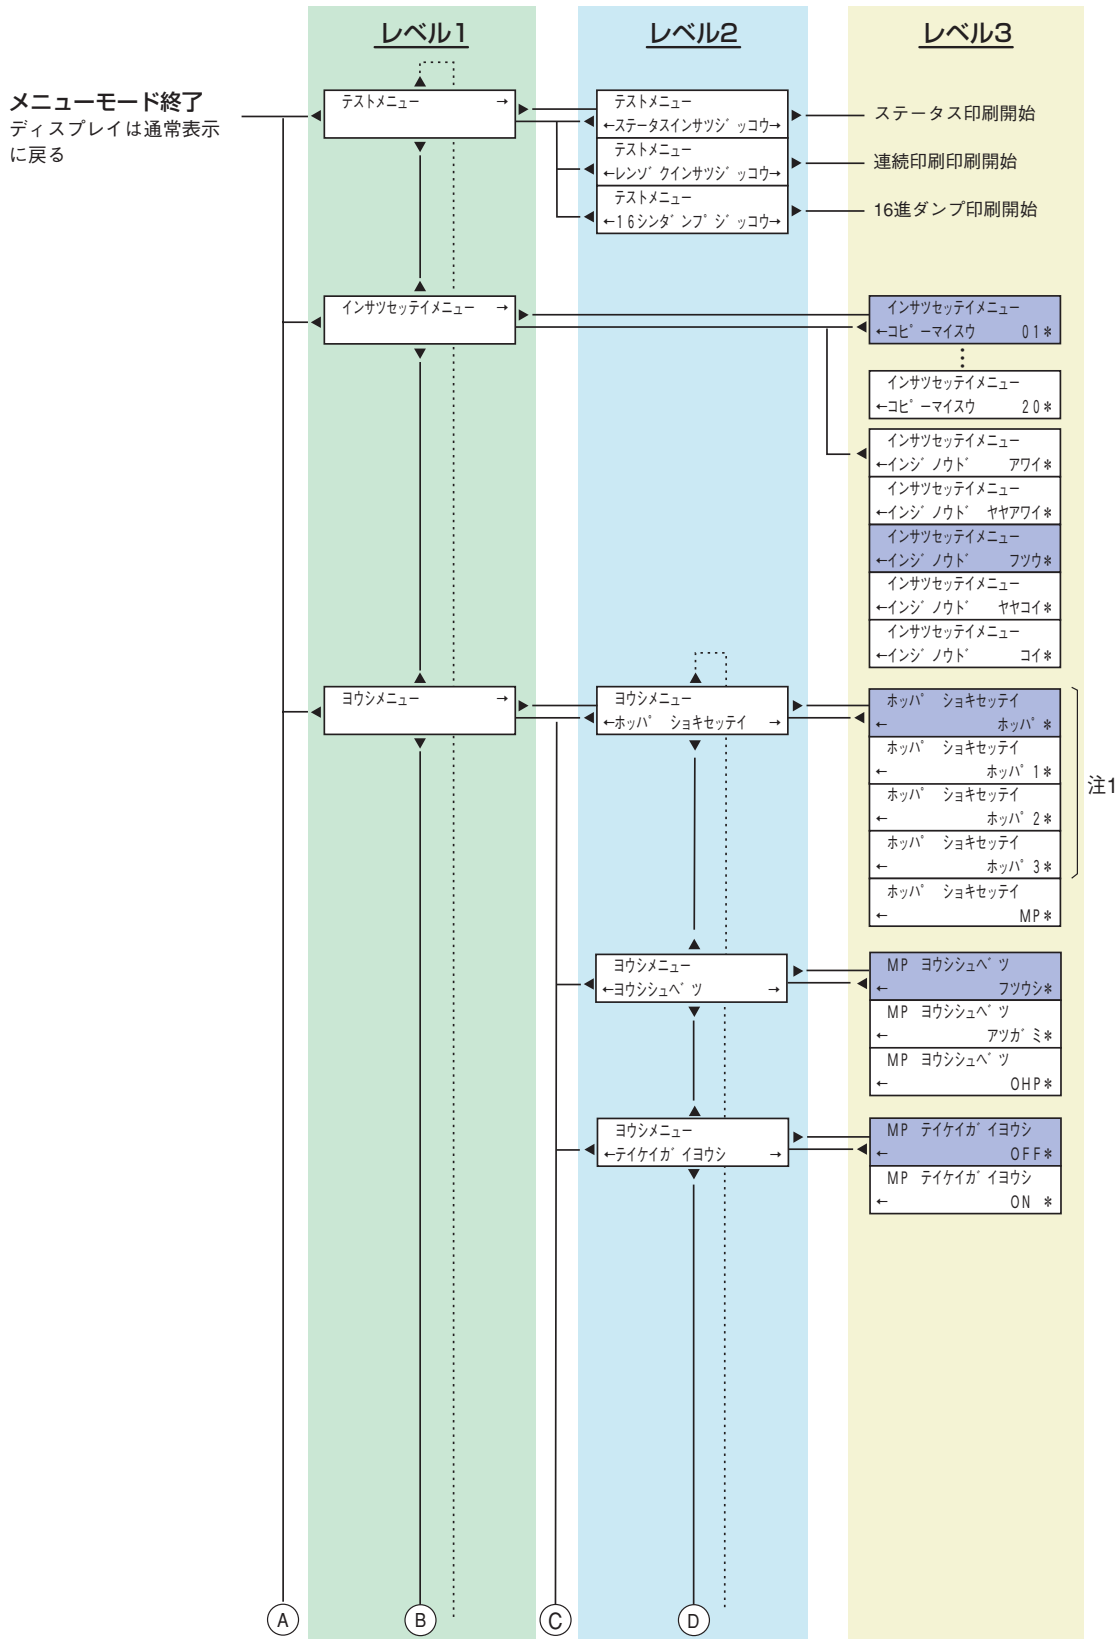 レベル1
レベル2
レベル3
メニューモード終了
ディスプレイは通常表示
に戻る
テストメニュー →
テストメニュー
←ステータスインサツジッコウ→
ステータス印刷開始
テストメニュー
←レンゾクインサツジッコウ→
連続印刷印刷開始
テストメニュー
←16シンダンプジッコウ→
16進ダンプ印刷開始
インサツセッテイメニュー →
インサツセッテイメニュー
←コピーマイスウ 01*
インサツセッテイメニュー
←コピーマイスウ 20*
インサツセッテイメニュー
←インジノウド アワイ*
インサツセッテイメニュー
←インジノウド ヤヤアワイ*
インサツセッテイメニュー
←インジノウド フツウ*
インサツセッテイメニュー
←インジノウド ヤヤコイ*
インサツセッテイメニュー
←インジノウド コイ*
ヨウシメニュー →
ヨウシメニュー
←ホッパ ショキセッテイ →
ホッパ ショキセッテイ
← ホッパ*
ホッパ ショキセッテイ
← ホッパ1*
ホッパ ショキセッテイ
← ホッパ2*
ホッパ ショキセッテイ
← ホッパ3*
ホッパ ショキセッテイ
← MP*
注1
ヨウシメニュー
←ヨウシシュベツ →
MP ヨウシシュベツ
← フツウシ*
MP ヨウシシュベツ
← アツガミ*
MP ヨウシシュベツ
← OHP*
ヨウシメニュー
←テイケイガイヨウシ →
MP テイケイガイヨウシ
← OFF*
MP テイケイガイヨウシ
← ON *
A
B
C
D